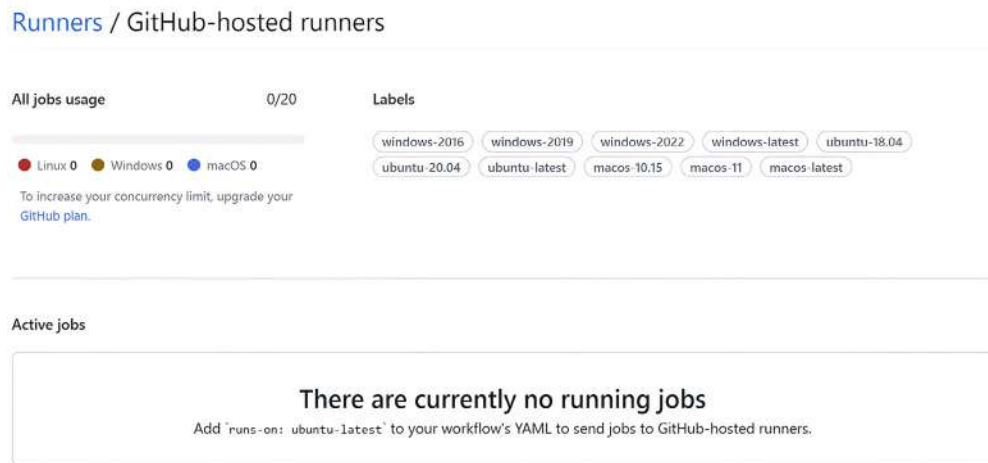 Runners / GitHub-hosted runners
All jobs usage 0/20
Linux 0 Windows 0 macOS 0
To increase your concurrency limit, upgrade your
GitHub plan.
Labels
windows-2016 windows-2019 windows-2022 windows-latest ubuntu-18.04
ubuntu-20.04 ubuntu-latest macos-10.15 macos-11 macos-latest
Active jobs
There are currently no running jobs
Add `runs-on: ubuntu-latest` to your workflow's YAML to send jobs to GitHub-hosted runners.